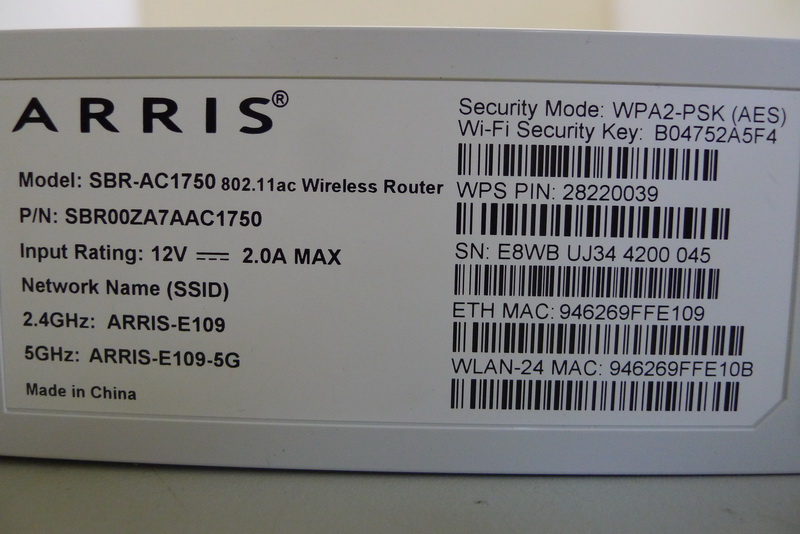 ARRIS®
Model: SBR-AC1750 802.11ac Wireless Router
P/N: SBR00ZA7AAC1750
Input Rating: 12V ⎓ 2.0A MAX
Network Name (SSID)
2.4GHz: ARRIS-E109
5GHz: ARRIS-E109-5G
Made in China
Security Mode: WPA2-PSK (AES)
Wi-Fi Security Key: B04752A5F4
WPS PIN: 28220039
SN: E8WB UJ34 4200 045
ETH MAC: 946269FFE109
WLAN-24 MAC: 946269FFE10B